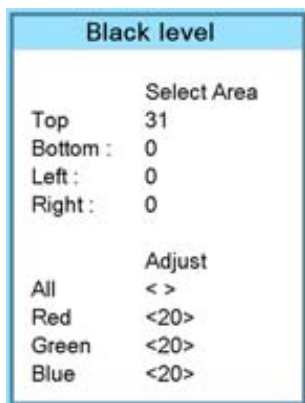 Black level
Select Area
Top 31
Bottom : 0
Left : 0
Right : 0
Adjust
All < >
Red <20>
Green <20>
Blue <20>